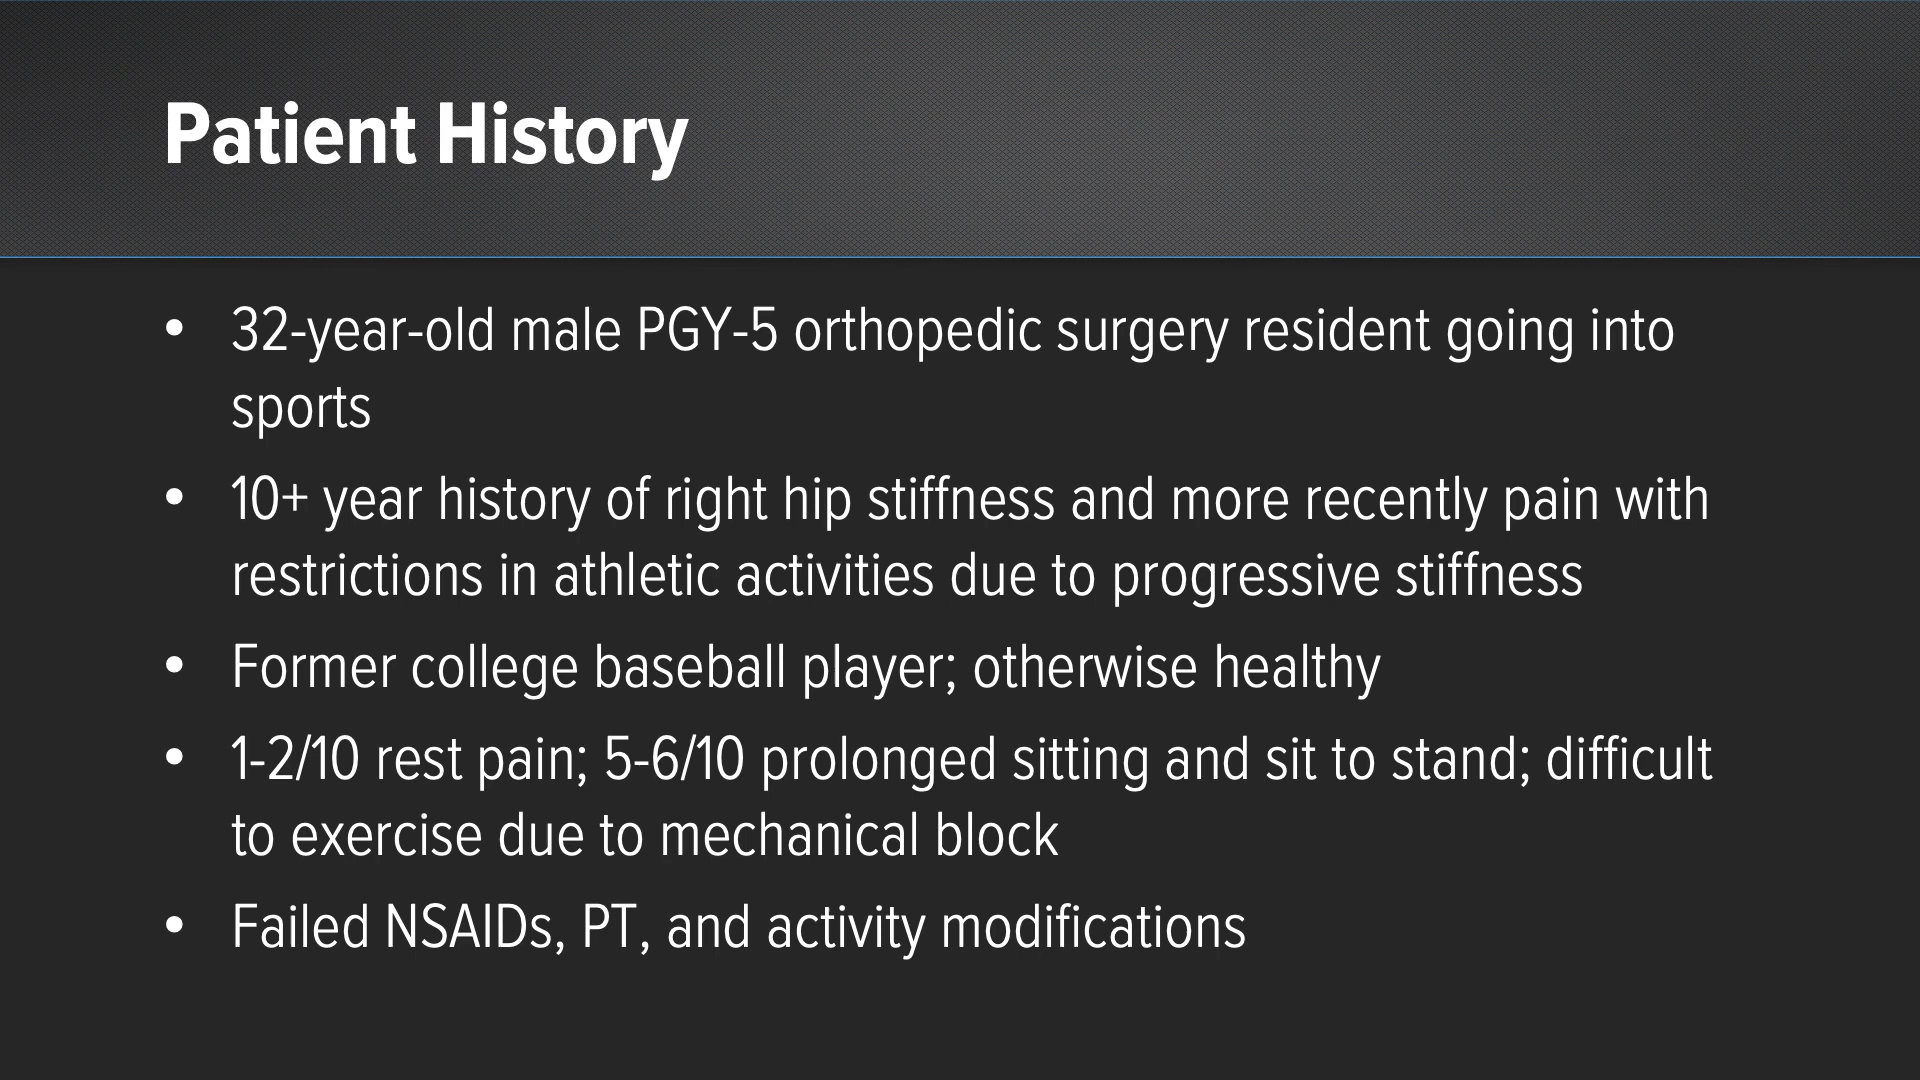 Patient History
• 32-year-old male PGY-5 orthopedic surgery resident going into
sports
• 10+ year history of right hip stiffness and more recently pain with
restrictions in athletic activities due to progressive stiffness
• Former college baseball player; otherwise healthy
• 1-2/10 rest pain; 5-6/10 prolonged sitting and sit to stand; difficult
to exercise due to mechanical block
• Failed NSAIDs, PT, and activity modifications